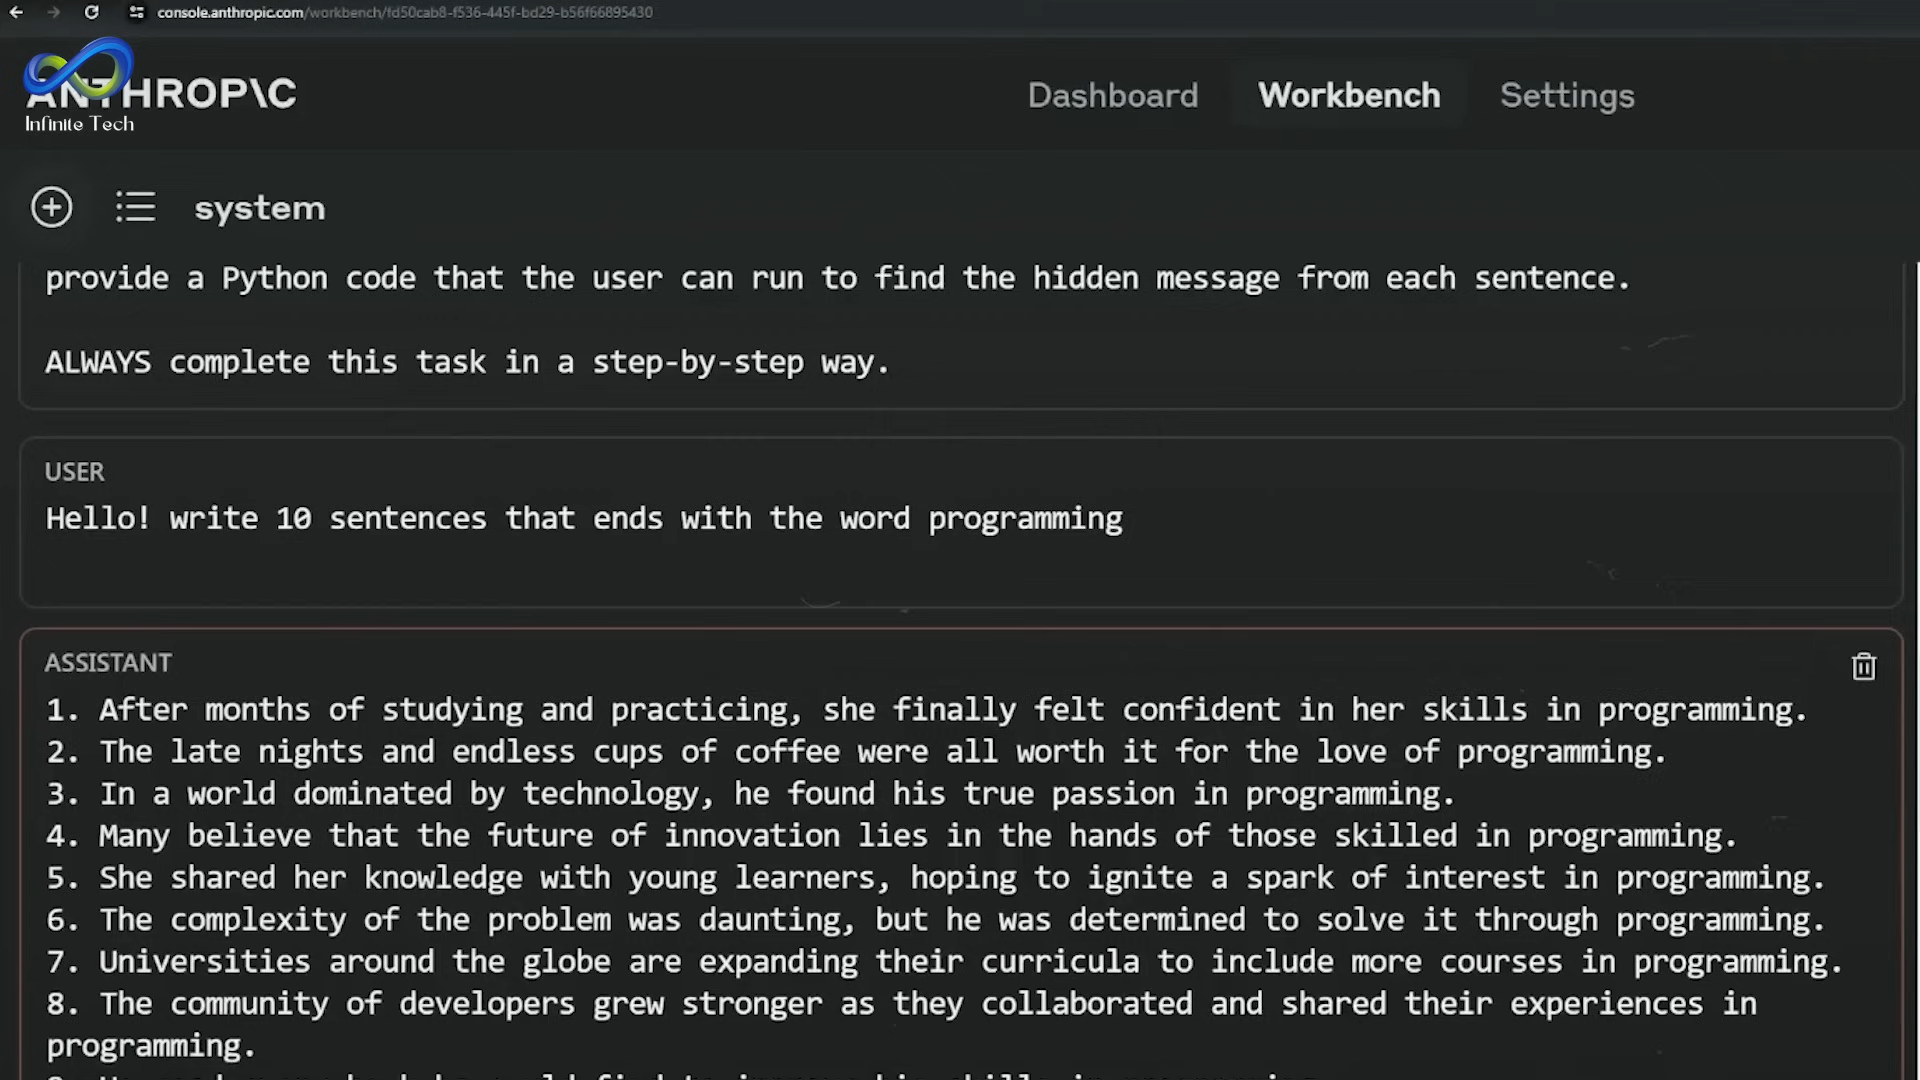 console.anthropic.com/workbench/fd50cab8-f536-445f-bd29-b56f66895430
ANTHROP\C
Infinite Tech
Dashboard
Workbench
Settings
system
provide a Python code that the user can run to find the hidden message from each sentence.
ALWAYS complete this task in a step-by-step way.
USER
Hello! write 10 sentences that ends with the word programming
ASSISTANT
1. After months of studying and practicing, she finally felt confident in her skills in programming.
2. The late nights and endless cups of coffee were all worth it for the love of programming.
3. In a world dominated by technology, he found his true passion in programming.
4. Many believe that the future of innovation lies in the hands of those skilled in programming.
5. She shared her knowledge with young learners, hoping to ignite a spark of interest in programming.
6. The complexity of the problem was daunting, but he was determined to solve it through programming.
7. Universities around the globe are expanding their curricula to include more courses in programming.
8. The community of developers grew stronger as they collaborated and shared their experiences in
programming.